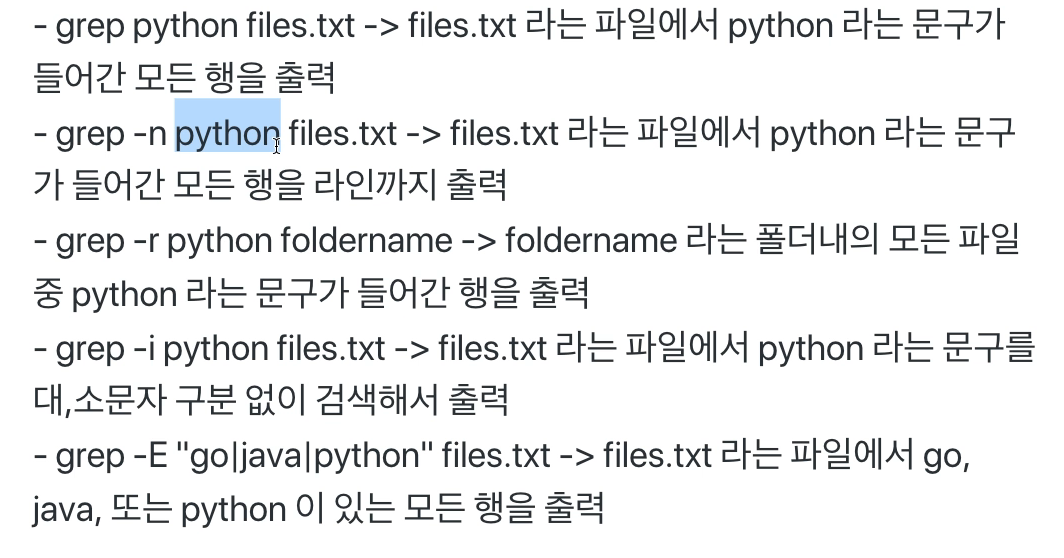 - grep python files.txt -> files.txt 라는 파일에서 python 라는 문구가
들어간 모든 행을 출력
- grep -n python files.txt -> files.txt 라는 파일에서 python 라는 문구
가 들어간 모든 행을 라인까지 출력
- grep -r python foldername -> foldername 라는 폴더내의 모든 파일
중 python 라는 문구가 들어간 행을 출력
- grep -i python files.txt -> files.txt 라는 파일에서 python 라는 문구를
대,소문자 구분 없이 검색해서 출력
- grep -E "go|java|python" files.txt -> files.txt 라는 파일에서 go,
java, 또는 python 이 있는 모든 행을 출력